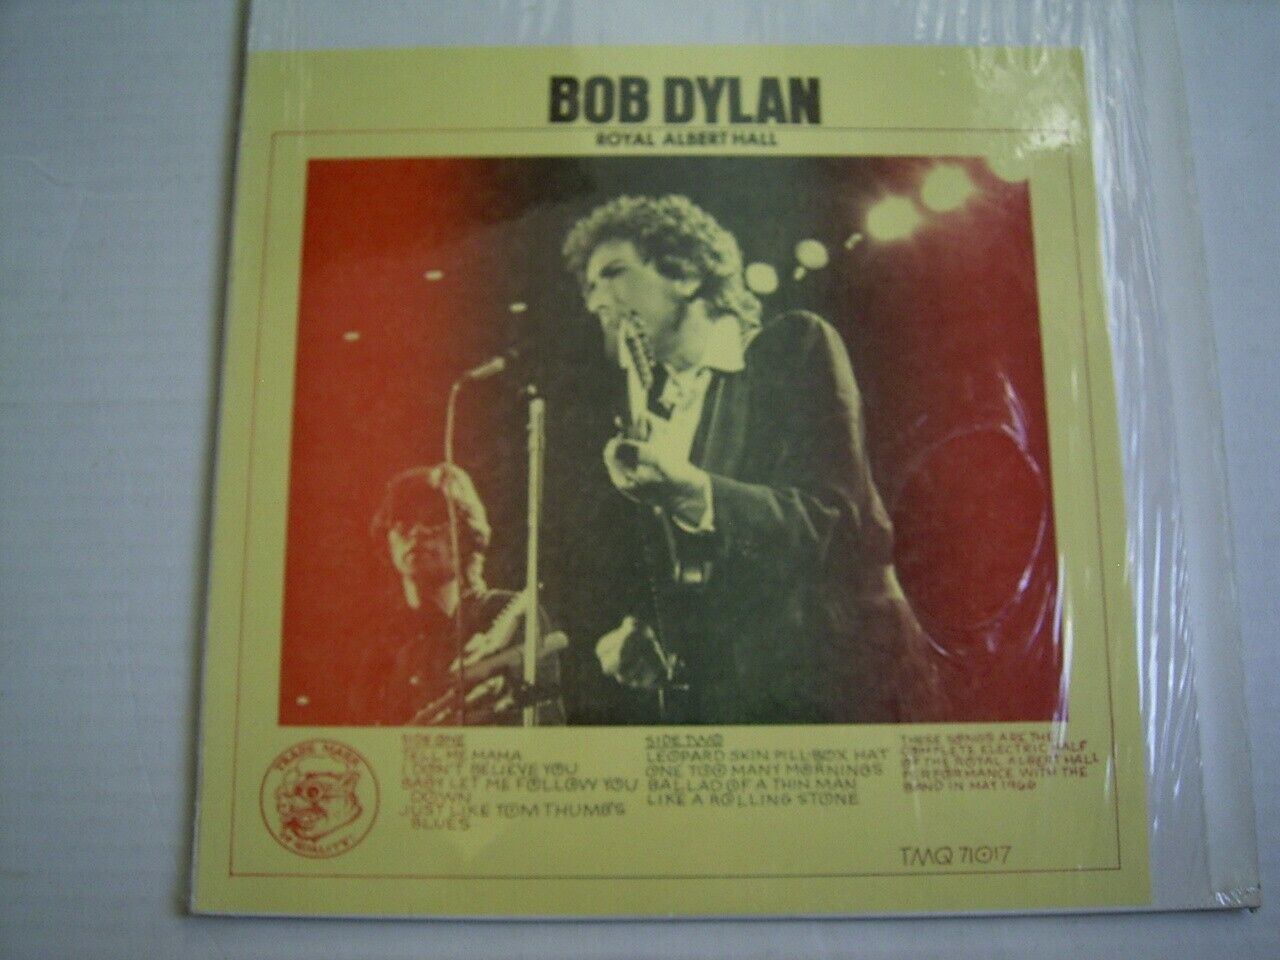 BOB DYLAN
ROYAL ALBERT HALL
SIDE ONE
TELL ME MAMA
I DON'T BELIEVE YOU
BABY LET ME FOLLOW YOU
DOWN
JUST LIKE TOM THUMB'S
BLUES
SIDE TWO
LEOPARD SKIN PILL-BOX HAT
ONE TOO MANY MORNINGS
BALLAD OF A THIN MAN
LIKE A ROLLING STONE
THESE SONGS ARE THE
COMPLETE ELECTRIC HALF
OF THE ROYAL ALBERT HALL
PERFORMANCE WITH THE
BAND IN MAY 1966
TRADE MARK
OF QUALITY!
TMQ 71017